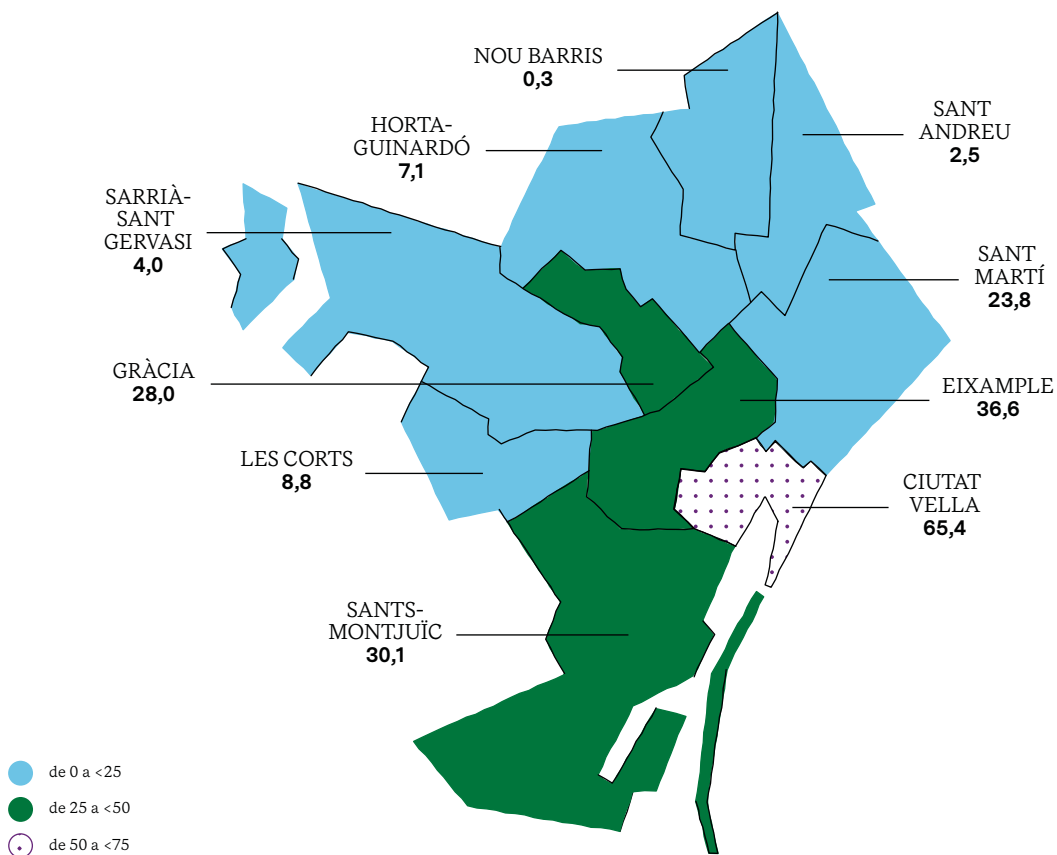 NOU BARRIS
0,3
HORTA-
GUINARDÓ
7,1
SANT
ANDREU
2,5
SARRIÀ-
SANT
GERVASI
4,0
SANT
MARTÍ
23,8
GRÀCIA
28,0
EIXAMPLE
36,6
LES CORTS
8,8
CIUTAT
VELLA
65,4
SANTS-
MONTJUÏC
30,1
de 0 a <25
de 25 a <50
de 50 a <75